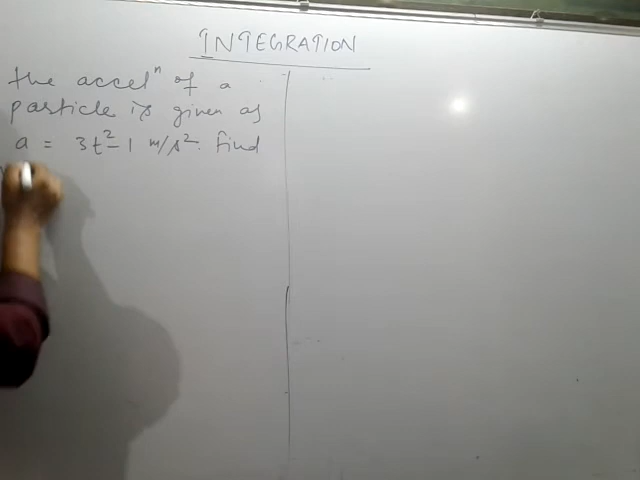 INTEGRATION
the accelⁿ of a
particle is given as
a = 3t²-1 m/s². Find